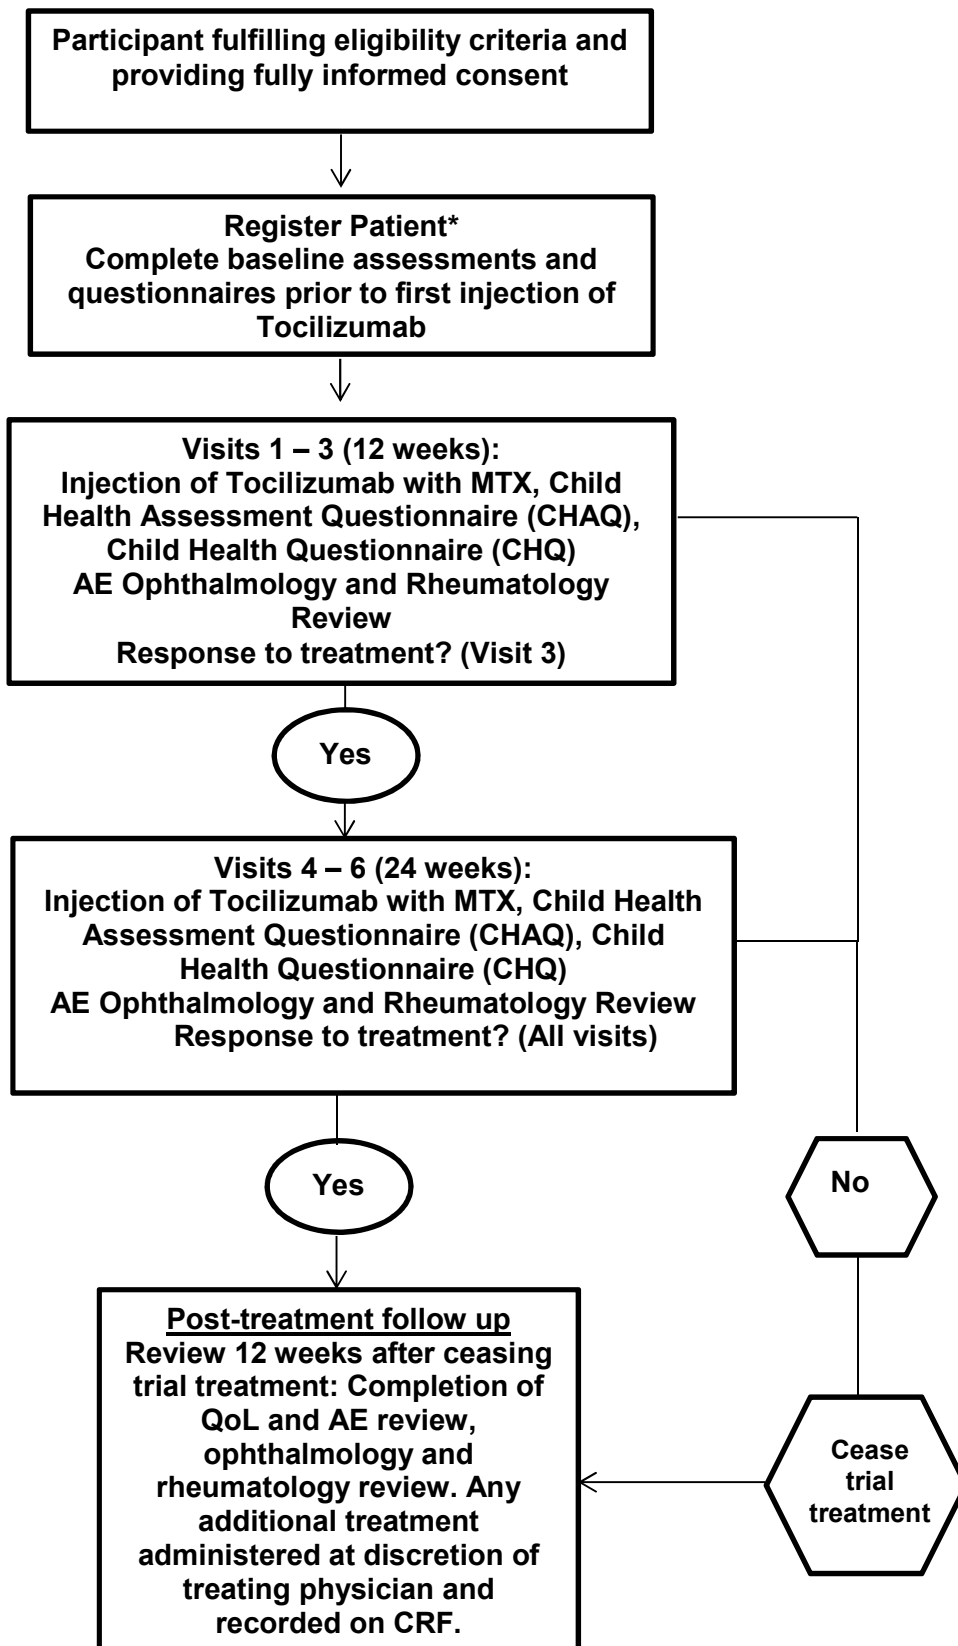 Participant fulfilling eligibility criteria and
providing fully informed consent
Register Patient*
Complete baseline assessments and
questionnaires prior to first injection of
Tocilizumab
Visits 1 – 3 (12 weeks):
Injection of Tocilizumab with MTX, Child
Health Assessment Questionnaire (CHAQ),
Child Health Questionnaire (CHQ)
AE Ophthalmology and Rheumatology
Review
Response to treatment? (Visit 3)
Yes
Visits 4 – 6 (24 weeks):
Injection of Tocilizumab with MTX, Child Health
Assessment Questionnaire (CHAQ), Child
Health Questionnaire (CHQ)
AE Ophthalmology and Rheumatology Review
Response to treatment? (All visits)
Yes
No
Post-treatment follow up
Review 12 weeks after ceasing
trial treatment: Completion of
QoL and AE review,
ophthalmology and
rheumatology review. Any
additional treatment
administered at discretion of
treating physician and
recorded on CRF.
Cease
trial
treatment